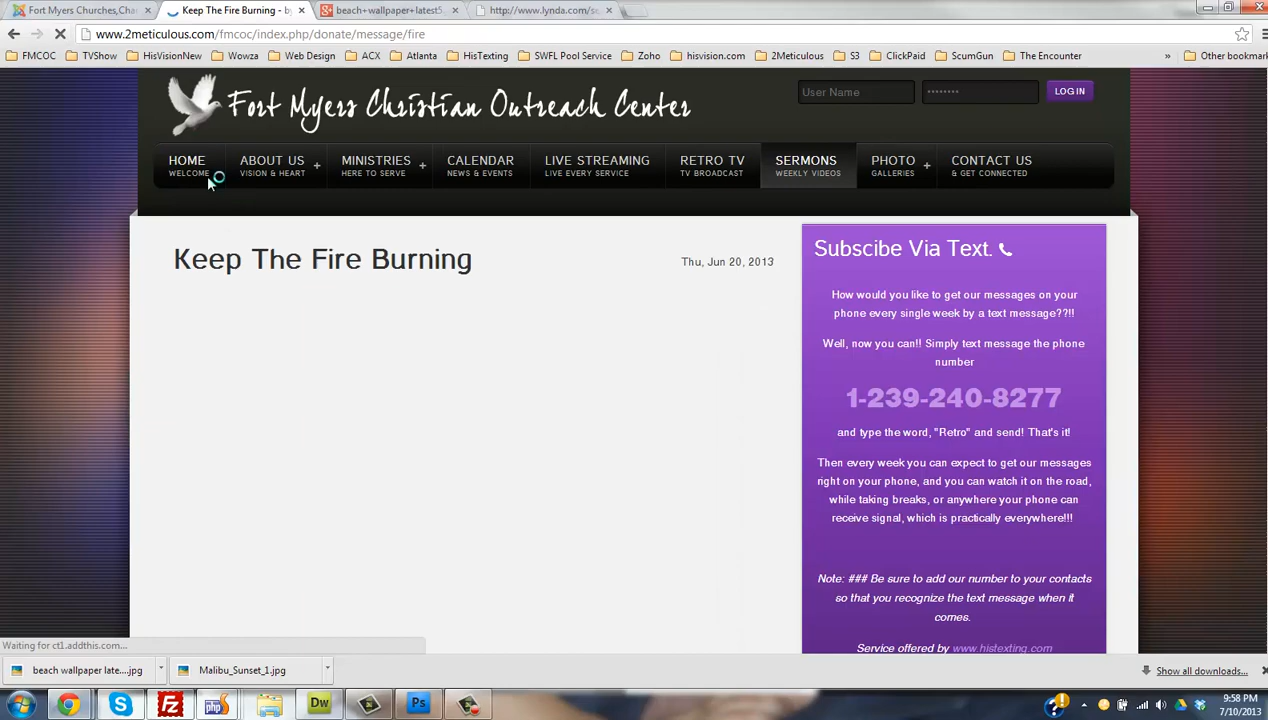 Fort Myers Churches,Char
Keep The Fire Burning - by
beach+wallpaper+latest5.
http://www.lynda.com/se
www.2meticulous.com/fmcoc/index.php/donate/message/fire
FMCOC
TVShow
HisVisionNew
Wowza
Web Design
ACX
Atlanta
HisTexting
SWFL Pool Service
Zoho
hisvision.com
2Meticulous
S3
ClickPaid
ScumGun
The Encounter
»
Other bookmark
Fort Myers Christian Outreach Center
User Name
LOG IN
HOME
WELCOME
ABOUT US
VISION & HEART
MINISTRIES
HERE TO SERVE
CALENDAR
NEWS & EVENTS
LIVE STREAMING
LIVE EVERY SERVICE
RETRO TV
TV BROADCAST
SERMONS
WEEKLY VIDEOS
PHOTO
GALLERIES
CONTACT US
& GET CONNECTED
Keep The Fire Burning
Thu, Jun 20, 2013
Subscibe Via Text.
How would you like to get our messages on your
phone every single week by a text message??!!
Well, now you can!! Simply text message the phone
number
1-239-240-8277
and type the word, "Retro" and send! That's it!
Then every week you can expect to get our messages
right on your phone, and you can watch it on the road,
while taking breaks, or anywhere your phone can
receive signal, which is practically everywhere!!!
Note: ### Be sure to add our number to your contacts
so that you recognize the text message when it
comes.
Service offered by www.histexting.com
Waiting for ct1.addthis.com...
beach wallpaper late....jpg
Malibu_Sunset_1.jpg
Show all downloads...
php
Dw
Ps
9:58 PM
7/10/2013